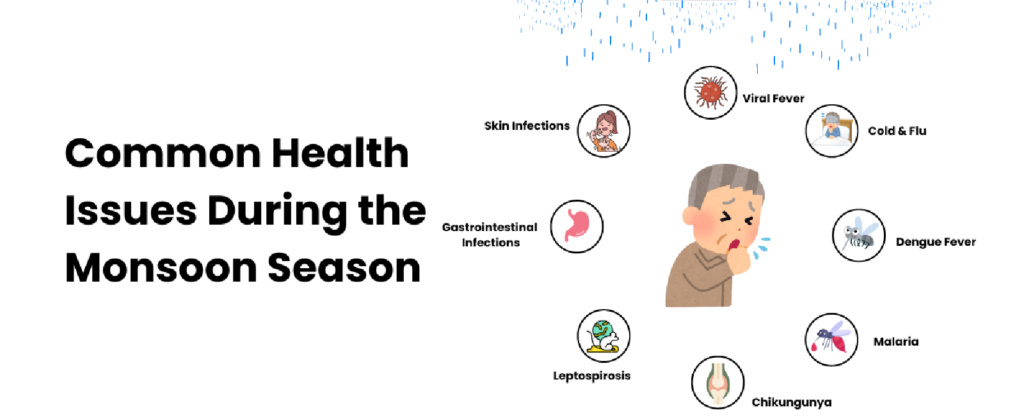 Common Health
Issues During the
Monsoon Season
Viral Fever
Cold & Flu
Dengue Fever
Malaria
Chikungunya
Leptospirosis
Gastrointestinal
Infections
Skin Infections